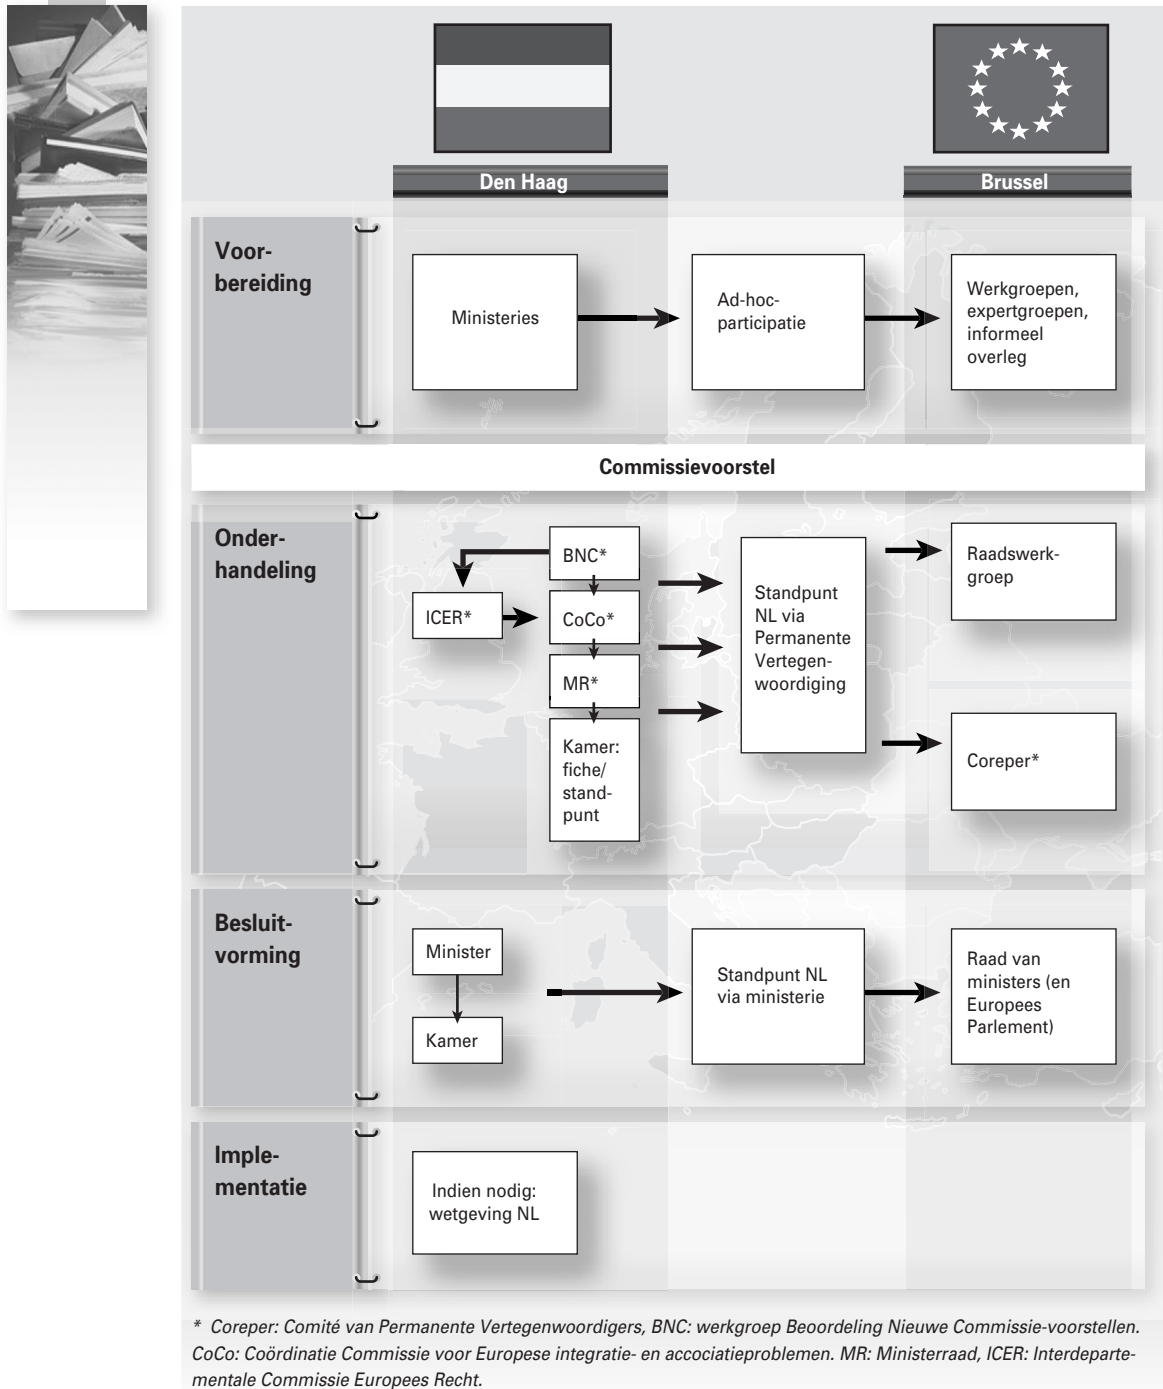 Den Haag
Brussel
Voor-
bereiding
Ministeries
Ad-hoc-
participatie
Werkgroepen,
expertgroepen,
informeel
overleg
Commissievoorstel
Onder-
handeling
BNC*
ICER*
CoCo*
MR*
Kamer:
fiche/
stand-
punt
Standpunt
NL via
Permanente
Vertegen-
woordiging
Raadswerk-
groep
Coreper*
Besluit-
vorming
Minister
Kamer
Standpunt NL
via ministerie
Raad van
ministers (en
Europees
Parlement)
Imple-
mentatie
Indien nodig:
wetgeving NL
* Coreper: Comité van Permanente Vertegenwoordigers, BNC: werkgroep Beoordeling Nieuwe Commissie-voorstellen.
CoCo: Coördinatie Commissie voor Europese integratie- en accociatieproblemen. MR: Ministerraad, ICER: Interdeparte-
mentale Commissie Europees Recht.